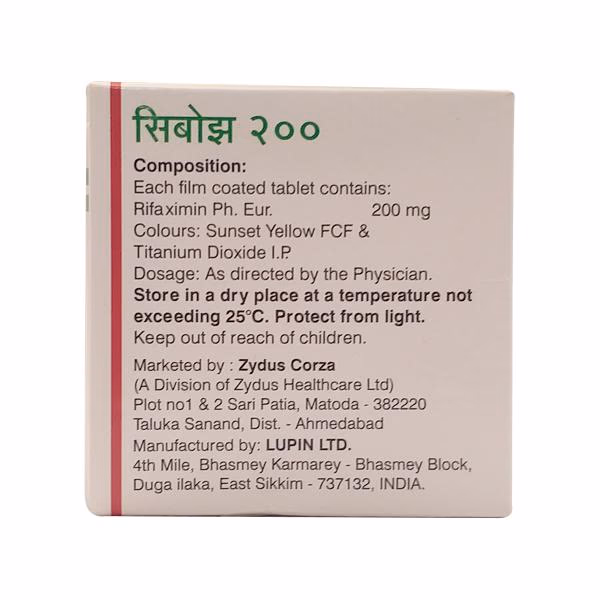 सिबोझ २००
Composition:
Each film coated tablet contains:
Rifaximin Ph. Eur. 200 mg
Colours: Sunset Yellow FCF &
Titanium Dioxide I.P.
Dosage: As directed by the Physician.
Store in a dry place at a temperature not
exceeding 25°C. Protect from light.
Keep out of reach of children.
Marketed by : Zydus Corza
(A Division of Zydus Healthcare Ltd)
Plot no1 & 2 Sari Patia, Matoda - 382220
Taluka Sanand, Dist. - Ahmedabad
Manufactured by: LUPIN LTD.
4th Mile, Bhasmey Karmarey - Bhasmey Block,
Duga ilaka, East Sikkim - 737132, INDIA.